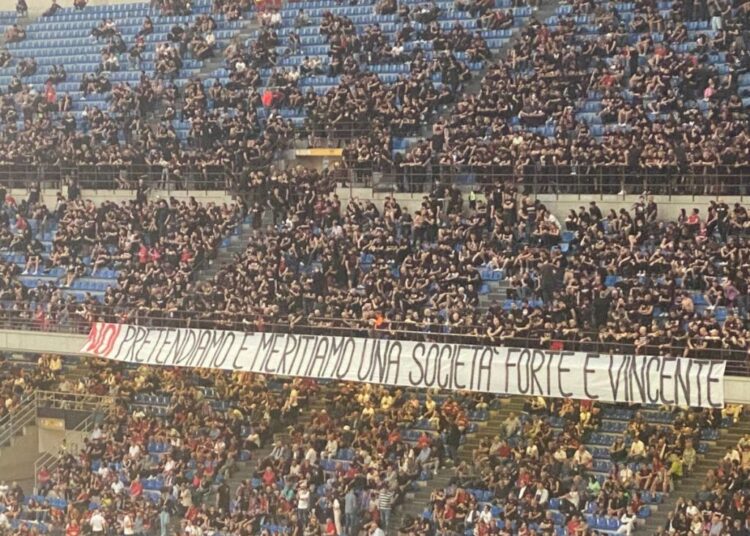 NOI PRETENDIAMO E MERITIAMO UNA SOCIETA' FORTE E VINCENTE